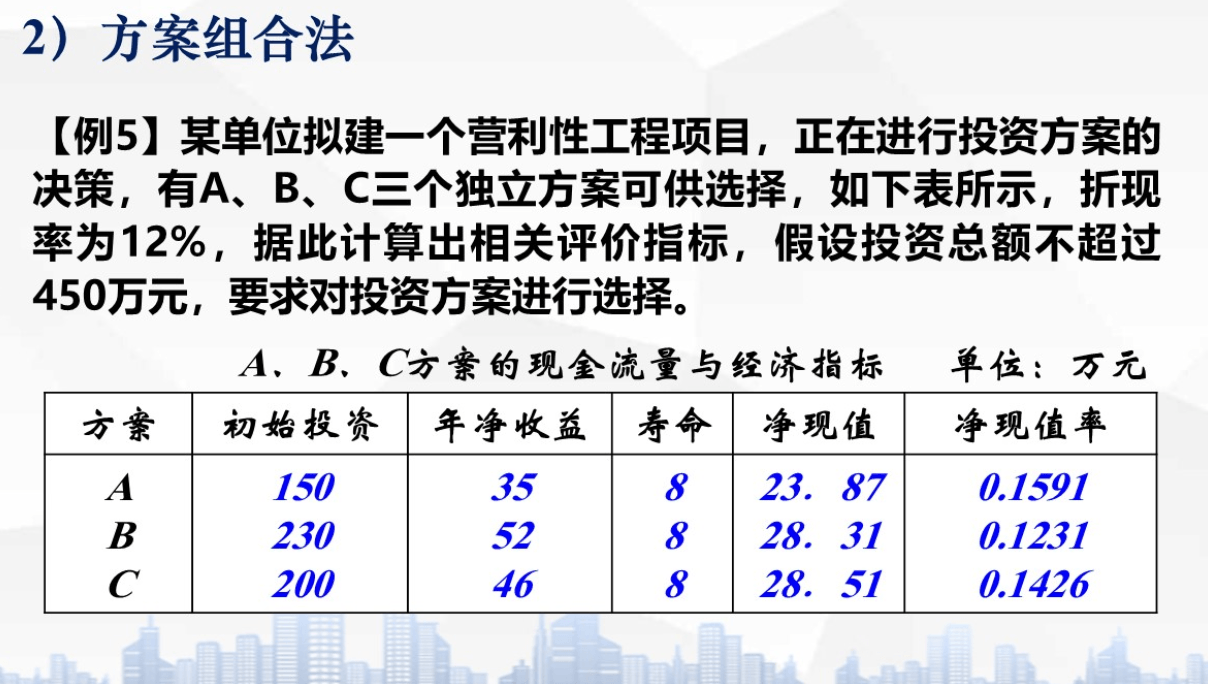 2）方案组合法
【例5】某单位拟建一个营利性工程项目，正在进行投资方案的
决策，有A、B、C三个独立方案可供选择，如下表所示，折现
率为12%，据此计算出相关评价指标，假设投资总额不超过
450万元，要求对投资方案进行选择。
A、B、C方案的现金流量与经济指标 单位：万元
方案 初始投资 年净收益 寿命 净现值 净现值率
A 150 35 8 23．87 0.1591
B 230 52 8 28．31 0.1231
C 200 46 8 28．51 0.1426